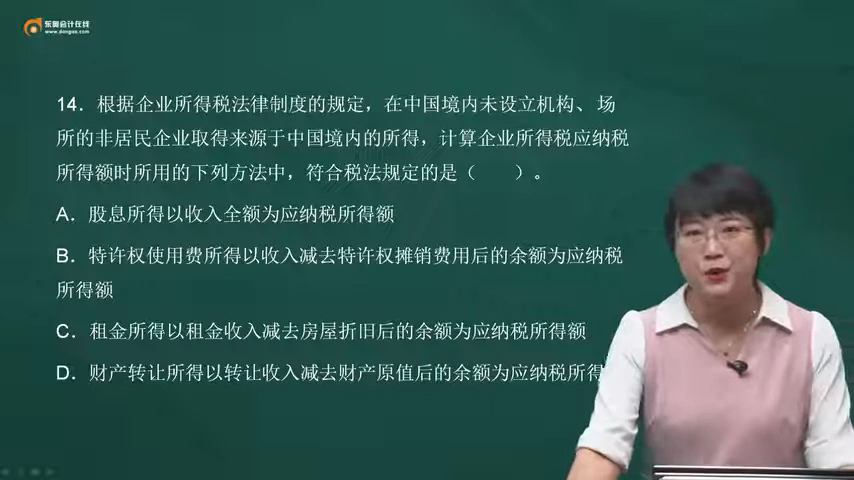 东奥会计在线
www.dongao.com
14．根据企业所得税法律制度的规定，在中国境内未设立机构、场
所的非居民企业取得来源于中国境内的所得，计算企业所得税应纳税
所得额时所用的下列方法中，符合税法规定的是（　　）。
A．股息所得以收入全额为应纳税所得额
B．特许权使用费所得以收入减去特许权摊销费用后的余额为应纳税
所得额
C．租金所得以租金收入减去房屋折旧后的余额为应纳税所得额
D．财产转让所得以转让收入减去财产原值后的余额为应纳税所得